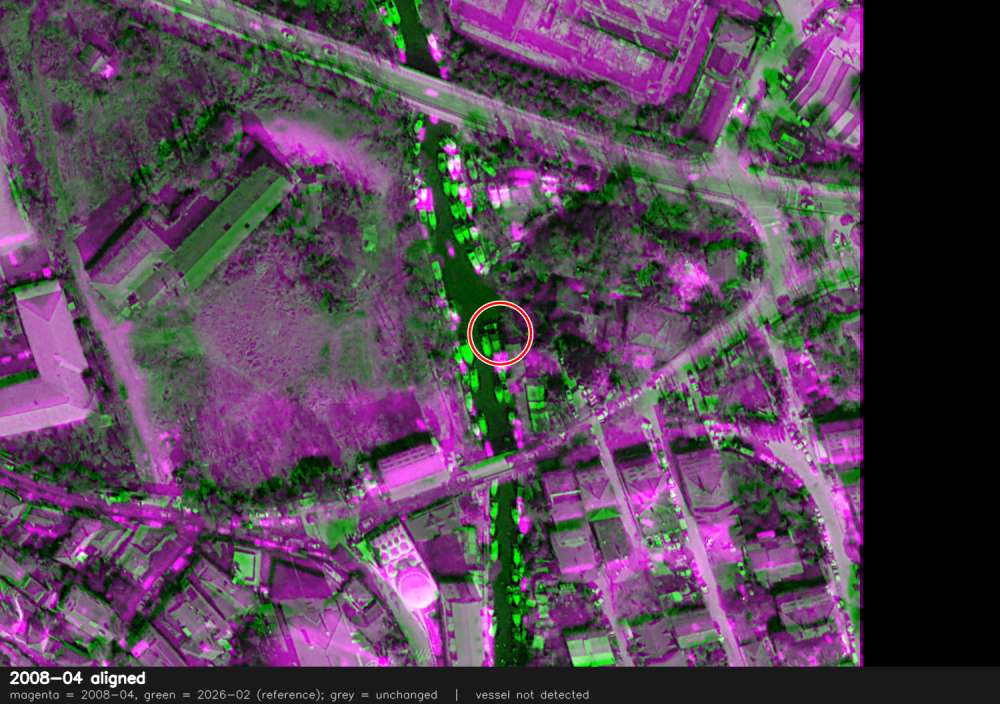 2008-04 aligned
magenta = 2008-04, green = 2026-02 (reference); grey = unchanged | vessel not detected